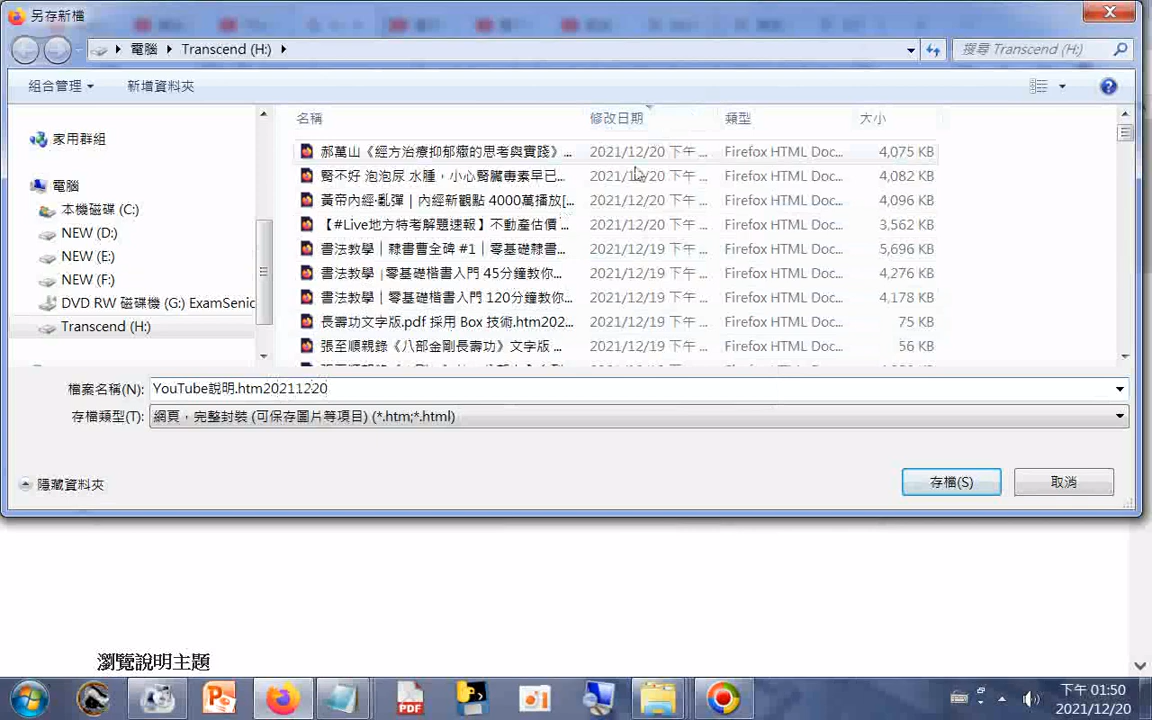 另存新檔
電腦 Transcend (H:)
搜尋 Transcend (H:)
組合管理 新增資料夾
名稱 修改日期 類型 大小
家用群組
電腦
本機磁碟 (C:)
NEW (D:)
NEW (E:)
NEW (F:)
DVD RW 磁碟機 (G:) ExamSenic
Transcend (H:)
郝萬山《經方治療抑郁癥的思考與實踐》... 2021/12/20 下午 ... Firefox HTML Doc... 4,075 KB
腎不好 泡泡尿 水腫，小心腎臟毒素早已... 2021/12/20 下午 ... Firefox HTML Doc... 4,082 KB
黃帝內經·亂彈｜內經新觀點 4000萬播放[... 2021/12/20 下午 ... Firefox HTML Doc... 4,096 KB
【#Live地方特考解題速報】不動產估價 ... 2021/12/20 下午 ... Firefox HTML Doc... 3,562 KB
書法教學｜隸書曹全碑 #1｜零基礎隸書... 2021/12/19 下午 ... Firefox HTML Doc... 5,696 KB
書法教學｜零基礎楷書入門 45分鐘教你... 2021/12/19 下午 ... Firefox HTML Doc... 4,276 KB
書法教學｜零基礎楷書入門 120分鐘教你... 2021/12/19 下午 ... Firefox HTML Doc... 4,178 KB
長壽功文字版.pdf 採用 Box 技術.htm202... 2021/12/19 下午 ... Firefox HTML Doc... 75 KB
張至順親錄《八部金剛長壽功》文字版 ... 2021/12/19 下午 ... Firefox HTML Doc... 56 KB
檔案名稱(N): YouTube說明.htm20211220
存檔類型(T): 網頁，完整封裝 (可保存圖片等項目) (*.htm;*.html)
隱藏資料夾
存檔(S) 取消
瀏覽說明主題
PDF
下午 01:50
2021/12/20